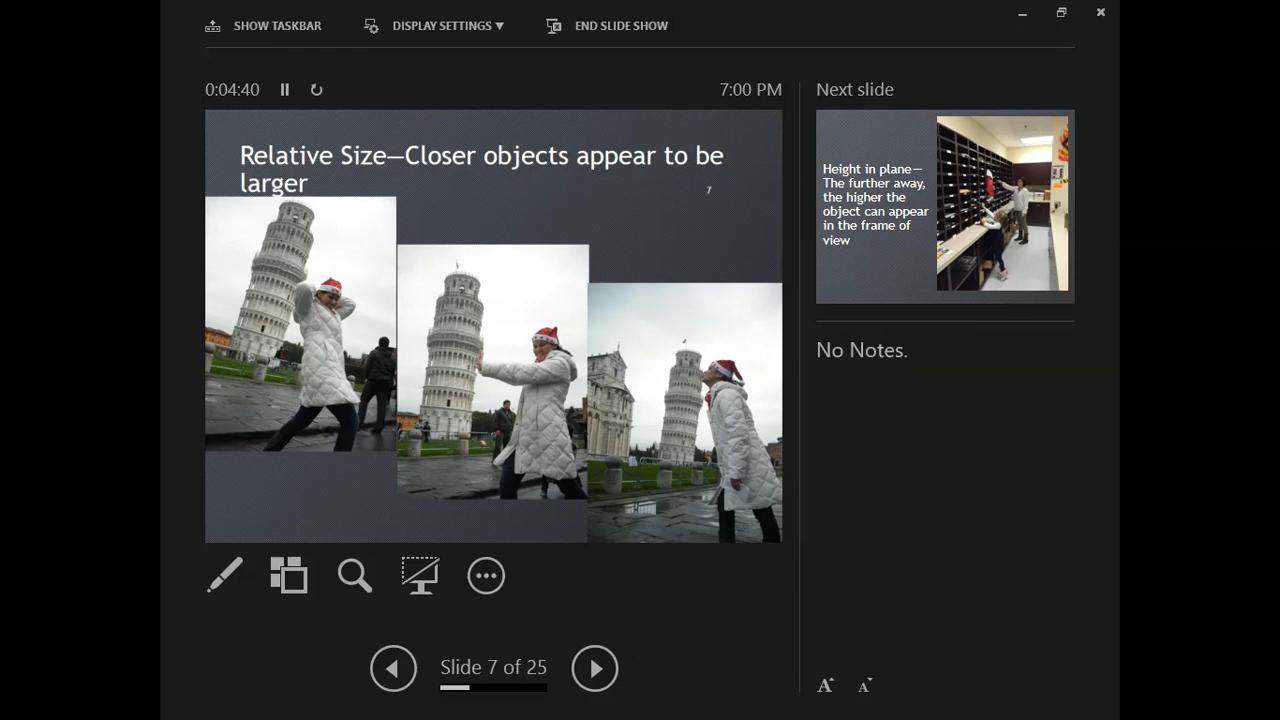 SHOW TASKBAR
DISPLAY SETTINGS ▼
END SLIDE SHOW
0:04:40
7:00 PM
Relative Size—Closer objects appear to be
larger
7
Next slide
Height in plane—
The further away,
the higher the
object can appear
in the frame of
view
No Notes.
Slide 7 of 25
A A